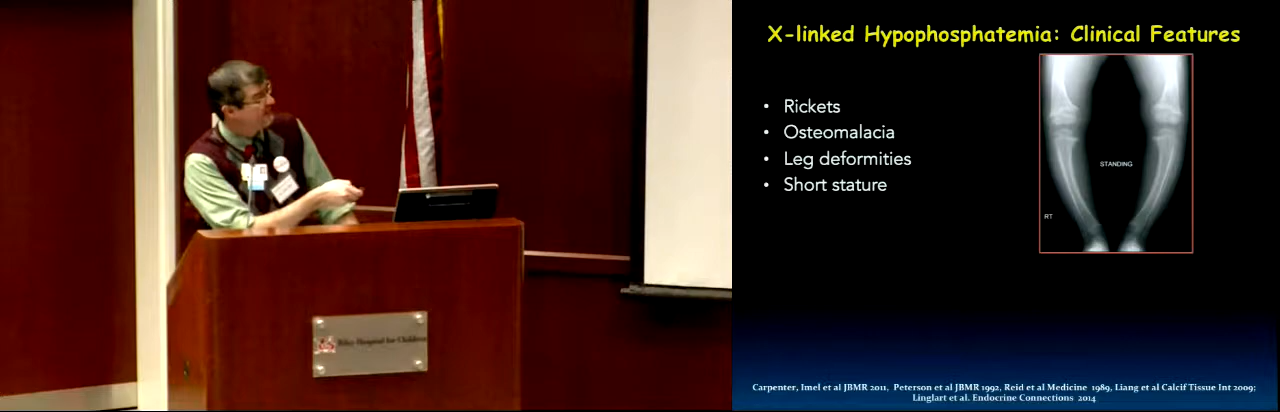 X-linked Hypophosphatemia: Clinical Features
• Rickets
• Osteomalacia
• Leg deformities
• Short stature
STANDING
RT
Carpenter, Imel et al JBMR 2011, Peterson et al JBMR 1992, Reid et al Medicine 1989, Liang et al Calcif Tissue Int 2009;
Linglart et al. Endocrine Connections 2014
Riley Hospital for Children